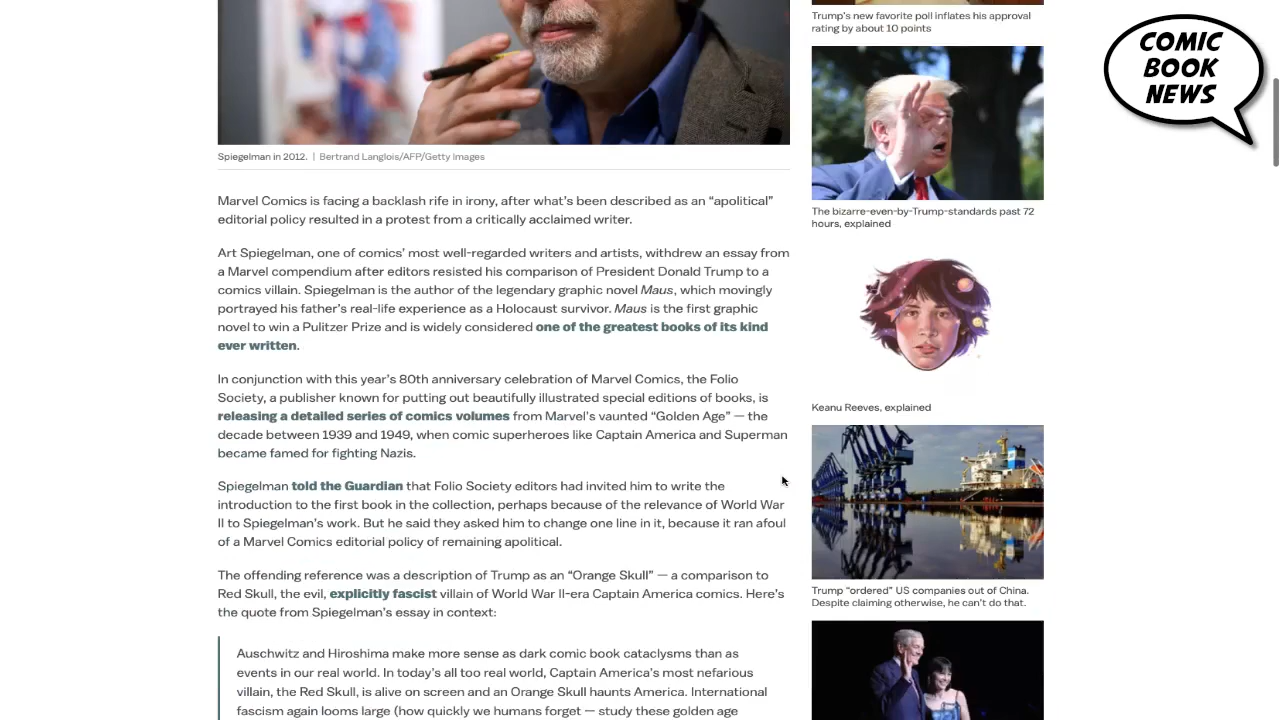 Trump's new favorite poll inflates his approval
rating by about 10 points
COMIC
BOOK
NEWS
Spiegelman in 2012. | Bertrand Langlois/AFP/Getty Images
Marvel Comics is facing a backlash rife in irony, after what's been described as an “apolitical”
editorial policy resulted in a protest from a critically acclaimed writer.
Art Spiegelman, one of comics' most well-regarded writers and artists, withdrew an essay from
a Marvel compendium after editors resisted his comparison of President Donald Trump to a
comics villain. Spiegelman is the author of the legendary graphic novel Maus, which movingly
portrayed his father's real-life experience as a Holocaust survivor. Maus is the first graphic
novel to win a Pulitzer Prize and is widely considered one of the greatest books of its kind
ever written.
In conjunction with this year's 80th anniversary celebration of Marvel Comics, the Folio
Society, a publisher known for putting out beautifully illustrated special editions of books, is
releasing a detailed series of comics volumes from Marvel's vaunted “Golden Age” — the
decade between 1939 and 1949, when comic superheroes like Captain America and Superman
became famed for fighting Nazis.
Spiegelman told the Guardian that Folio Society editors had invited him to write the
introduction to the first book in the collection, perhaps because of the relevance of World War
II to Spiegelman's work. But he said they asked him to change one line in it, because it ran afoul
of a Marvel Comics editorial policy of remaining apolitical.
The offending reference was a description of Trump as an “Orange Skull” — a comparison to
Red Skull, the evil, explicitly fascist villain of World War II-era Captain America comics. Here's
the quote from Spiegelman's essay in context:
Auschwitz and Hiroshima make more sense as dark comic book cataclysms than as
events in our real world. In today's all too real world, Captain America's most nefarious
villain, the Red Skull, is alive on screen and an Orange Skull haunts America. International
fascism again looms large (how quickly we humans forget — study these golden age
The bizarre-even-by-Trump-standards past 72
hours, explained
Keanu Reeves, explained
Trump “ordered” US companies out of China.
Despite claiming otherwise, he can't do that.